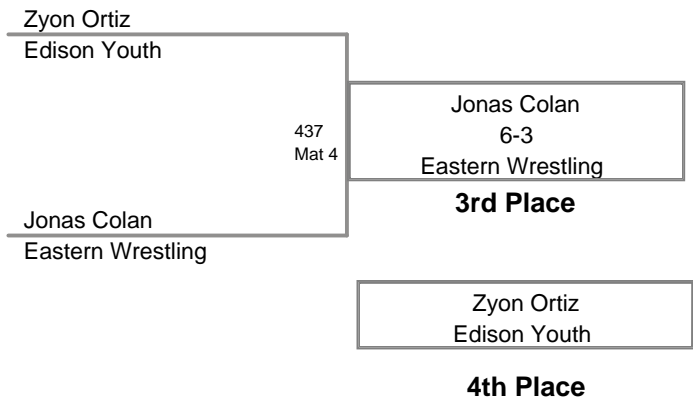 Zyon Ortiz
Edison Youth
437
Mat 4
Jonas Colan
6-3
Eastern Wrestling
3rd Place
Jonas Colan
Eastern Wrestling
Zyon Ortiz
Edison Youth
4th Place